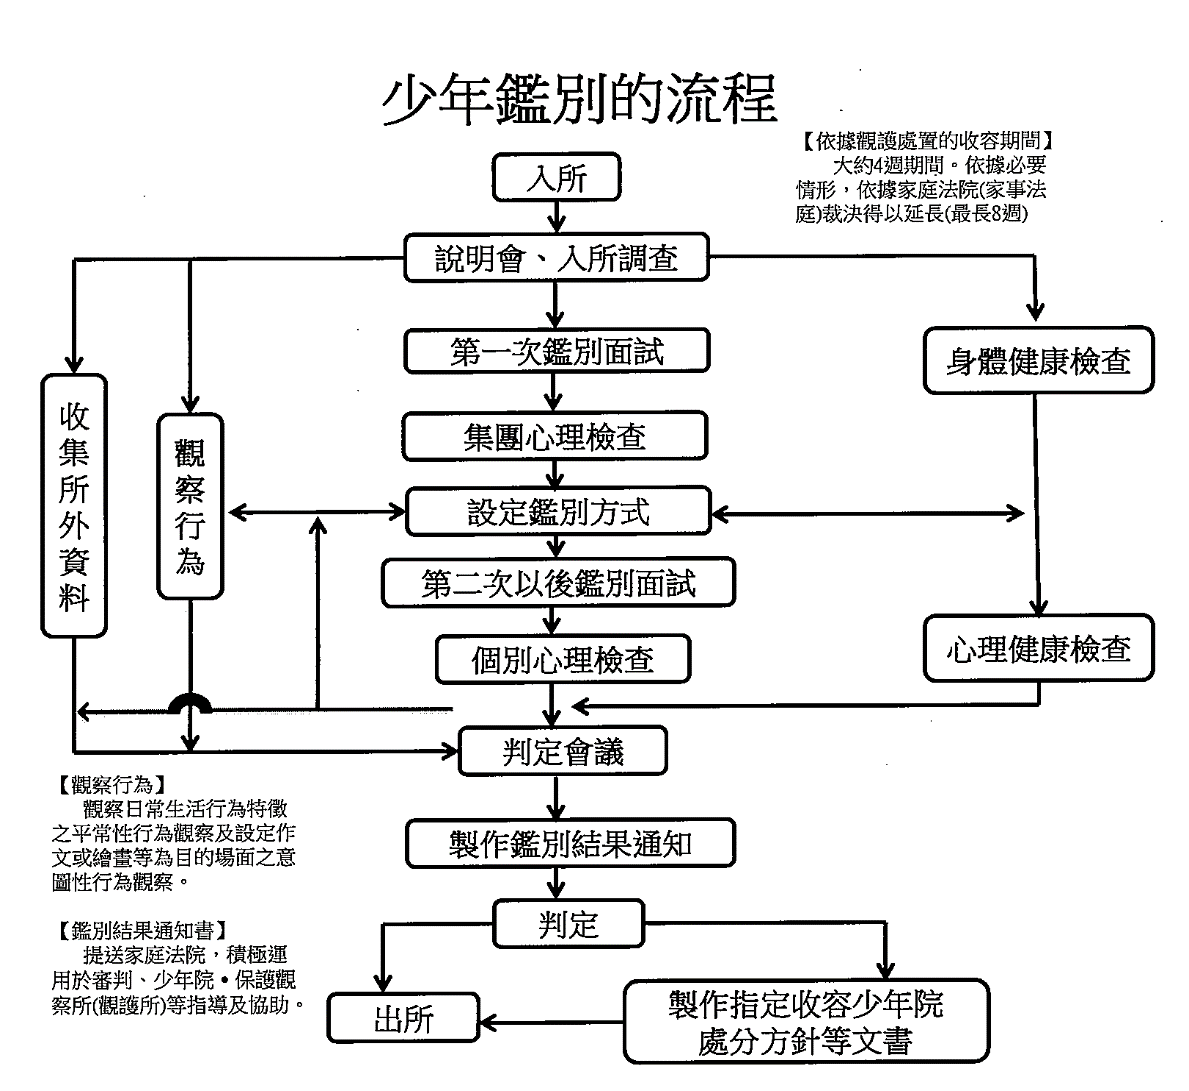 少年鑑別的流程
【依據觀護處置的收容期間】
大約4週期間。依據必要
情形，依據家庭法院(家事法
庭)裁決得以延長(最長8週)
入所
說明會、入所調查
第一次鑑別面試
身體健康檢查
收集所外資料
觀察行為
集團心理檢查
設定鑑別方式
第二次以後鑑別面試
個別心理檢查
心理健康檢查
判定會議
【觀察行為】
觀察日常生活行為特徵
之平常性行為觀察及設定作
文或繪畫等為目的場面之意
圖性行為觀察。
製作鑑別結果通知
判定
【鑑別結果通知書】
提送家庭法院，積極運
用於審判、少年院•保護觀
察所(觀護所)等指導及協助。
出所
製作指定收容少年院
處分方針等文書